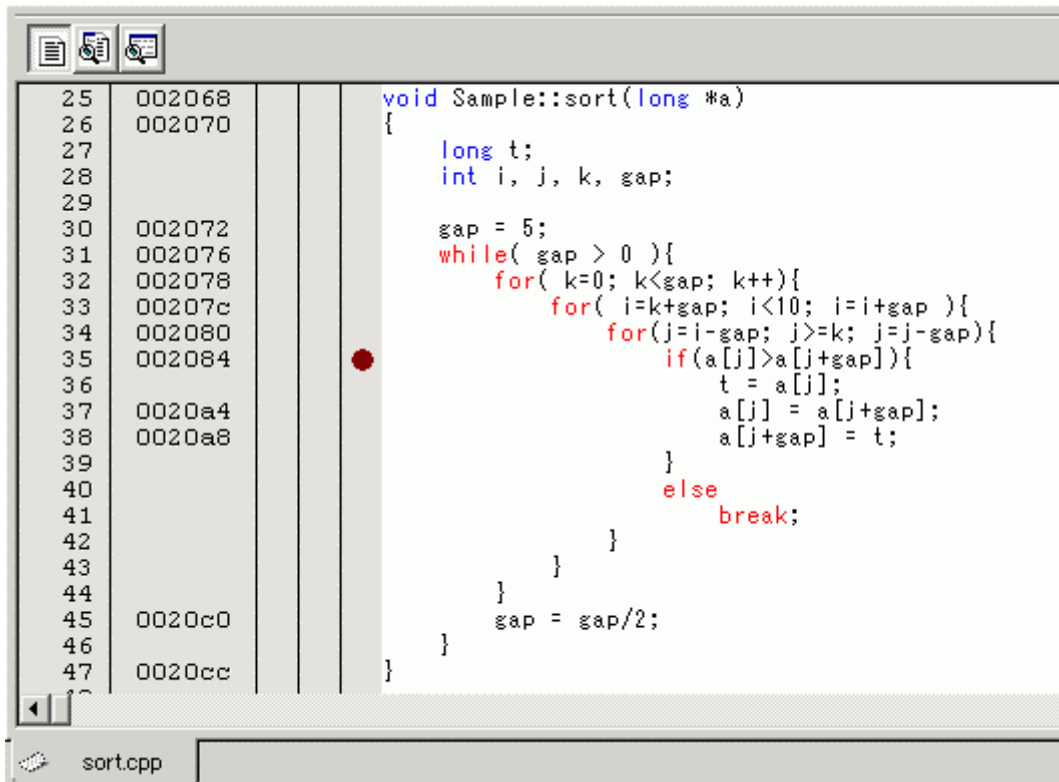 25 002068 void Sample::sort(long *a)
26 002070 {
27 long t;
28 int i, j, k, gap;
29
30 002072 gap = 5;
31 002076 while( gap > 0 ){
32 002078 for( k=0; k<gap; k++){
33 00207c for( i=k+gap; i<10; i=i+gap ){
34 002080 for(j=i-gap; j>=k; j=j-gap){
35 002084 if(a[j]>a[j+gap]){
36 t = a[j];
37 0020a4 a[j] = a[j+gap];
38 0020a8 a[j+gap] = t;
39 }
40 else
41 break;
42 }
43 }
44 }
45 0020c0 gap = gap/2;
46 }
47 0020cc }
sort.cpp